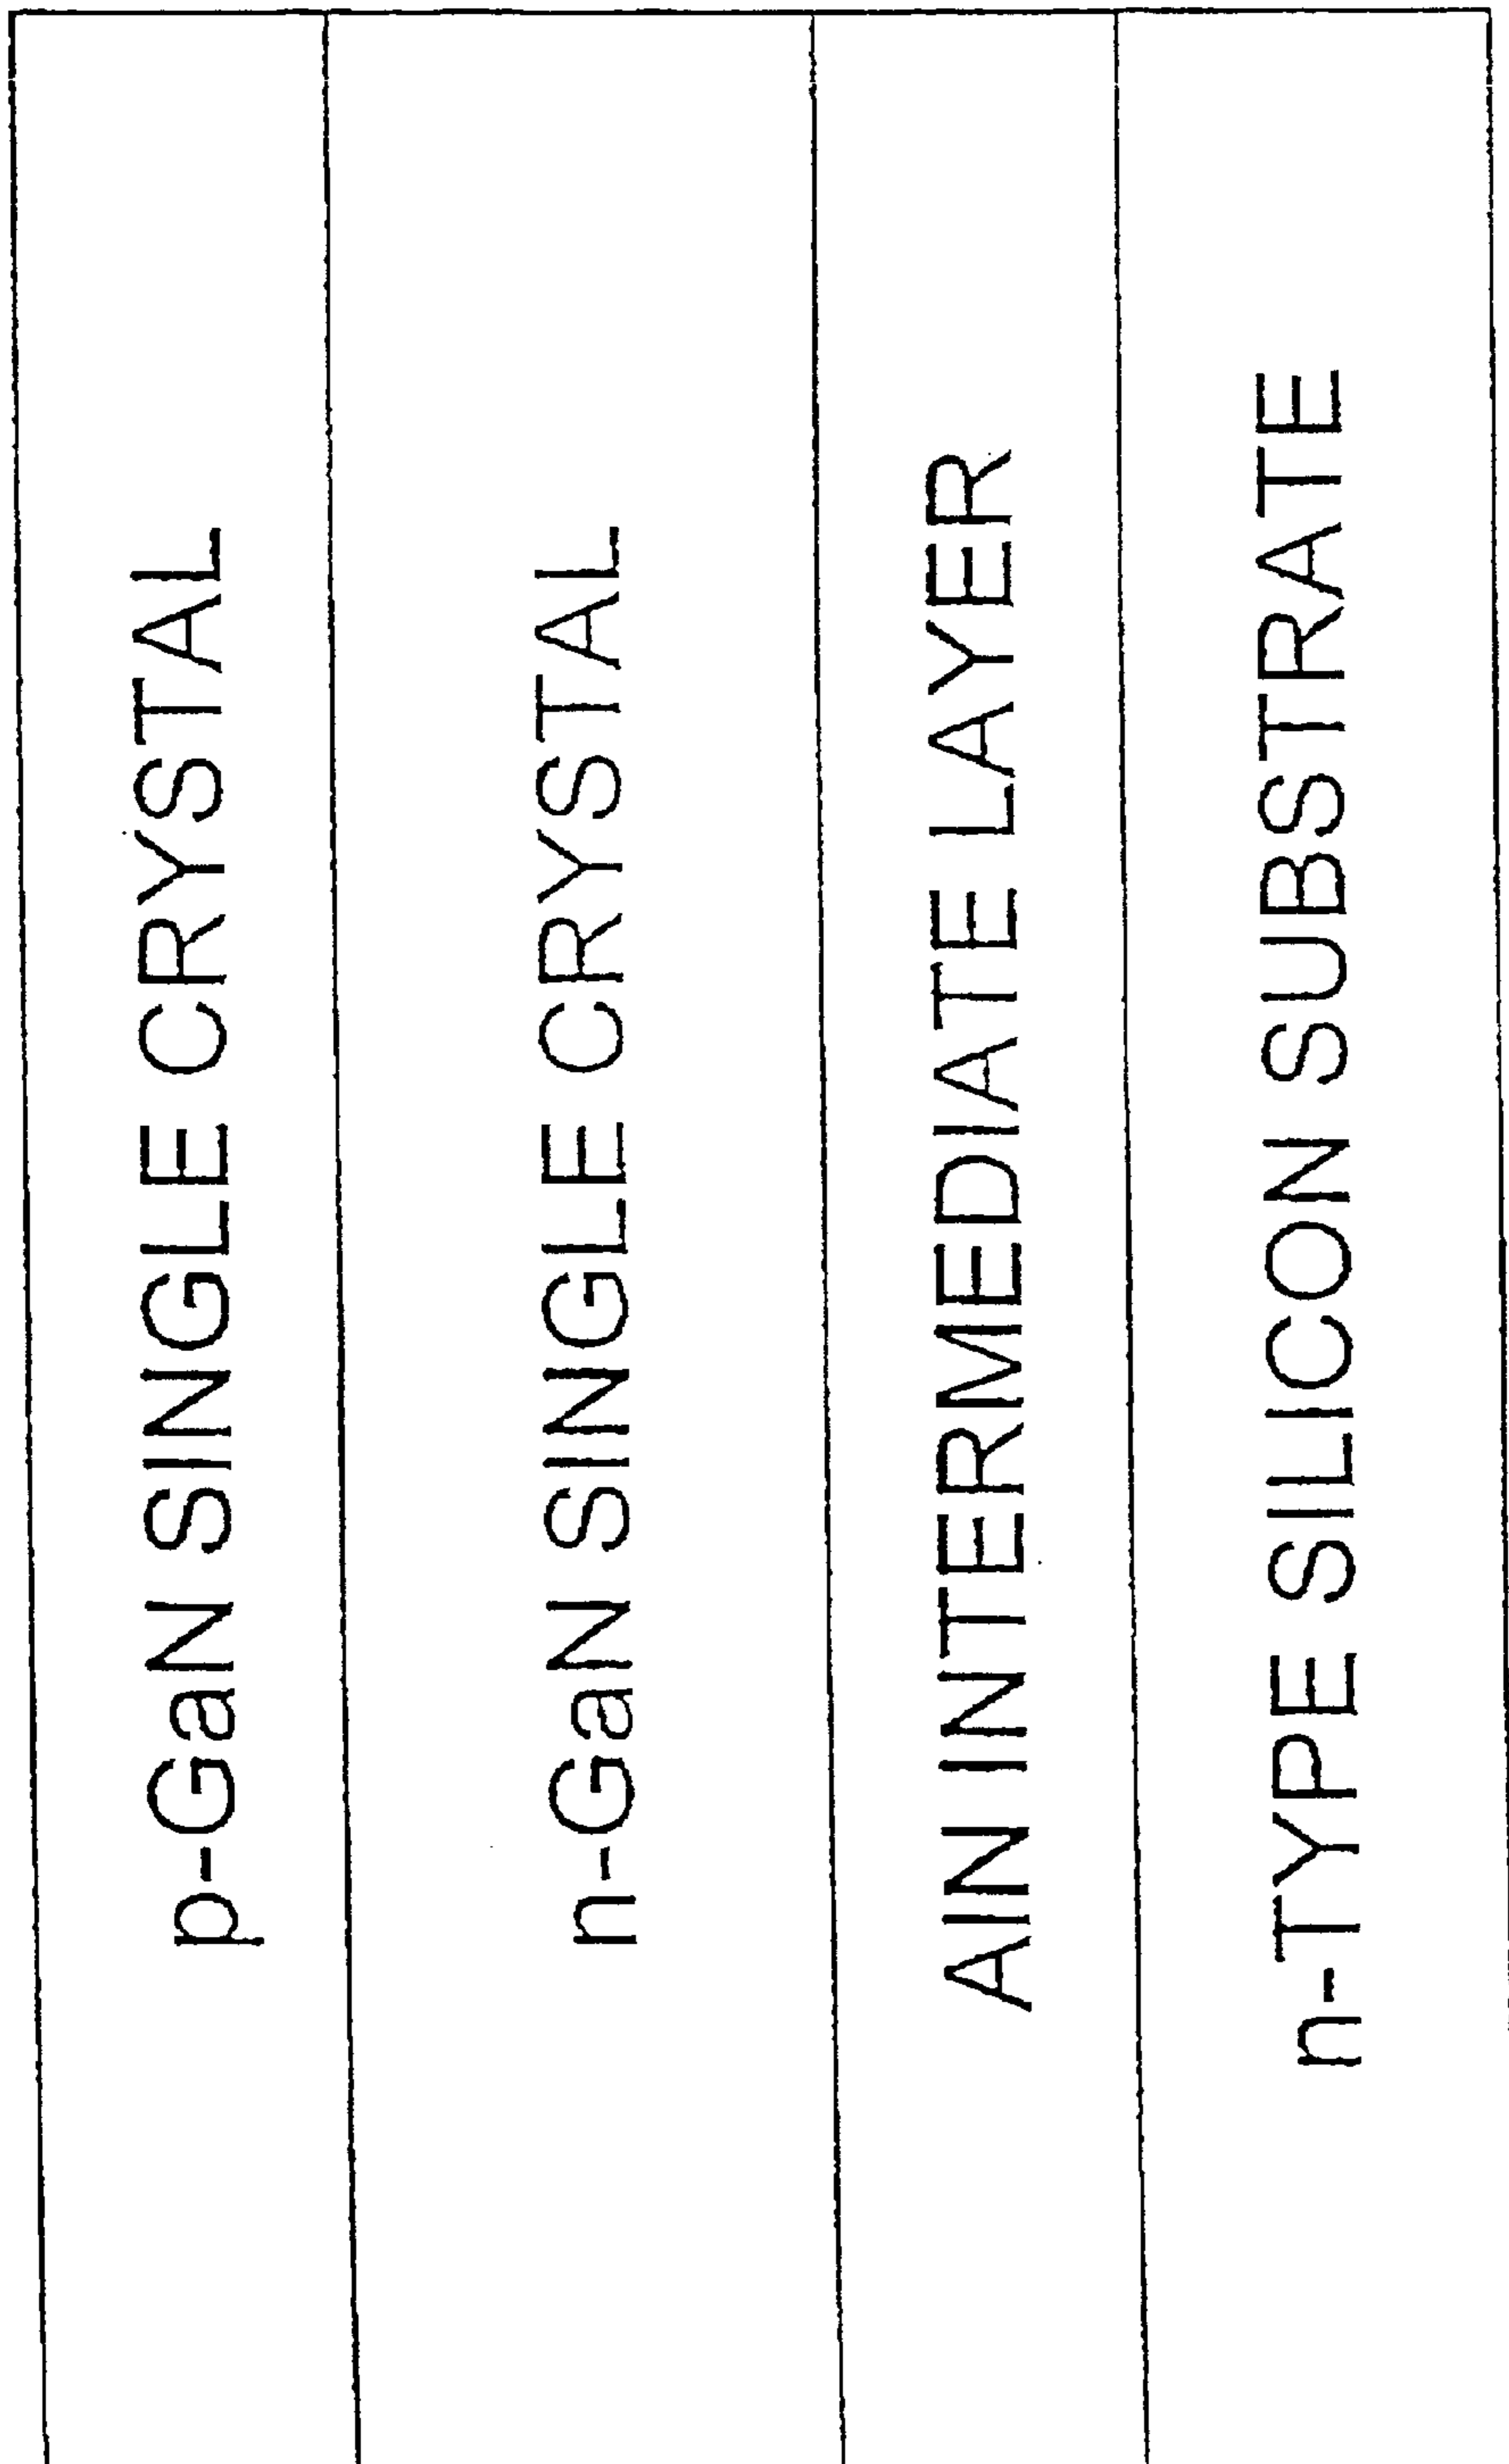 p-GaN SINGLE CRYSTAL
n-GaN SINGLE CRYSTAL
AlN INTERMEDIATE LAYER
n-TYPE SILICON SUBSTRATE